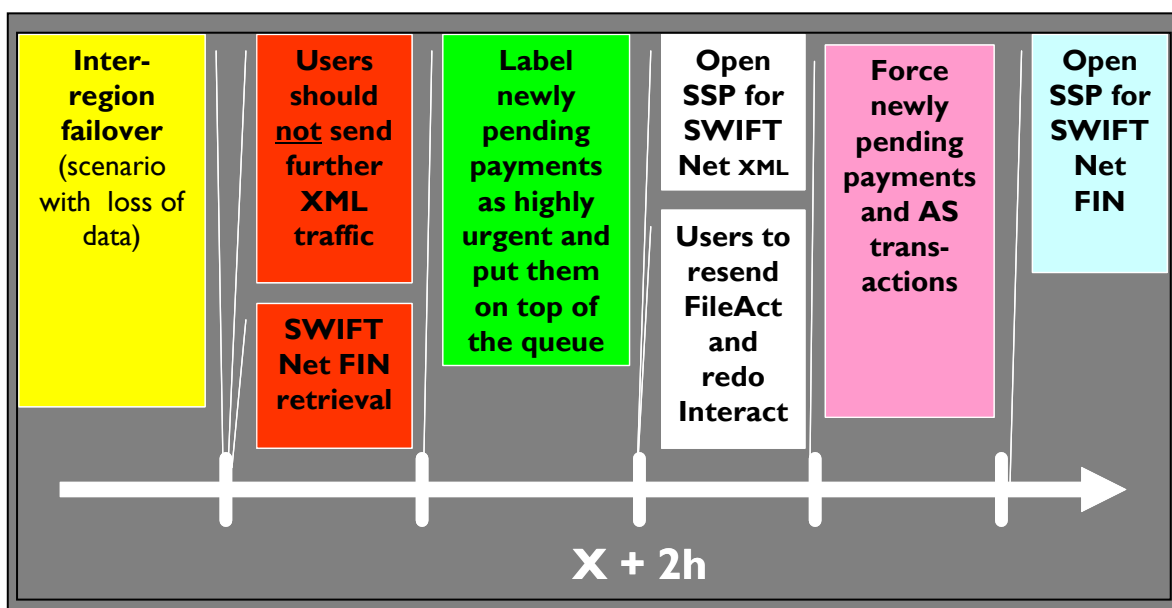 Inter-
region
failover
(scenario
with loss of
data)
Users
should
not send
further
XML
traffic
SWIFT
Net FIN
retrieval
Label
newly
pending
payments
as highly
urgent and
put them
on top of
the queue
Open
SSP for
SWIFT
Net XML
Users to
resend
FileAct
and
redo
Interact
Force
newly
pending
payments
and AS
trans-
actions
Open
SSP for
SWIFT
Net
FIN
X + 2h